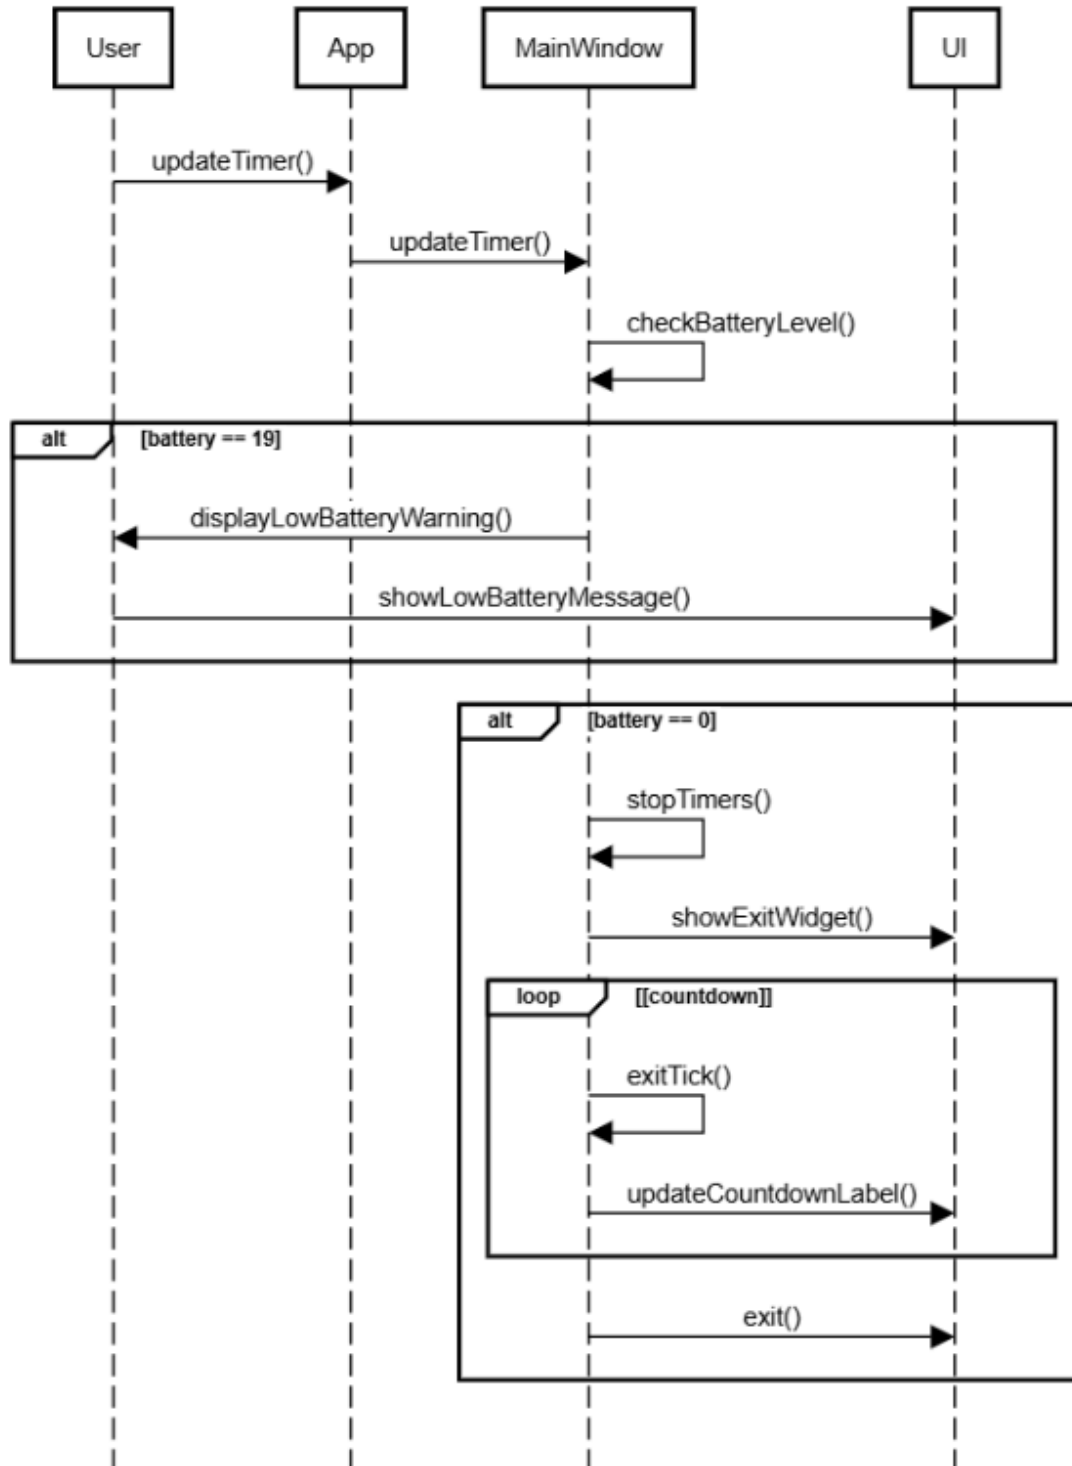 User
App
MainWindow
UI
updateTimer()
updateTimer()
checkBatteryLevel()
alt
[battery == 19]
displayLowBatteryWarning()
showLowBatteryMessage()
alt
[battery == 0]
stopTimers()
showExitWidget()
loop
[[countdown]]
exitTick()
updateCountdownLabel()
exit()